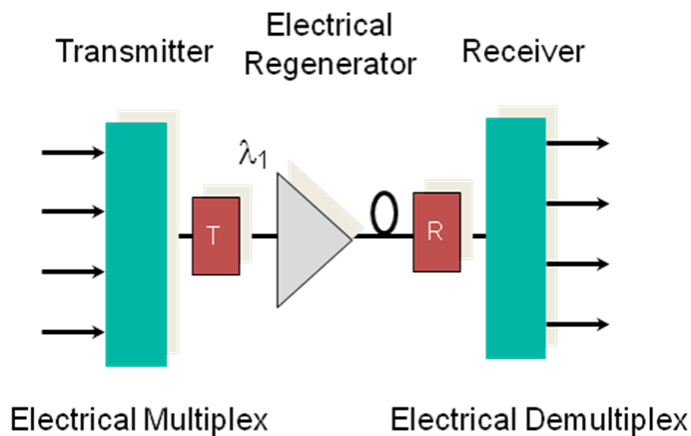 Transmitter
Electrical
Regenerator
Receiver
λ1
T
R
Electrical Multiplex
Electrical Demultiplex